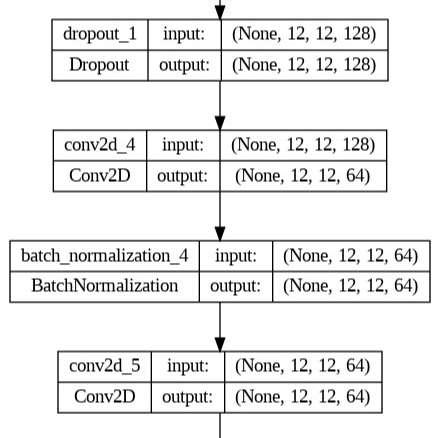 dropout_1 input: (None, 12, 12, 128)
Dropout output: (None, 12, 12, 128)
conv2d_4 input: (None, 12, 12, 128)
Conv2D output: (None, 12, 12, 64)
batch_normalization_4 input: (None, 12, 12, 64)
BatchNormalization output: (None, 12, 12, 64)
conv2d_5 input: (None, 12, 12, 64)
Conv2D output: (None, 12, 12, 64)